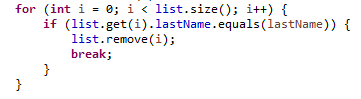 for (int i = 0; i < list.size(); i++) {
    if (list.get(i).lastName.equals(lastName)) {
        list.remove(i);
        break;
    }
}